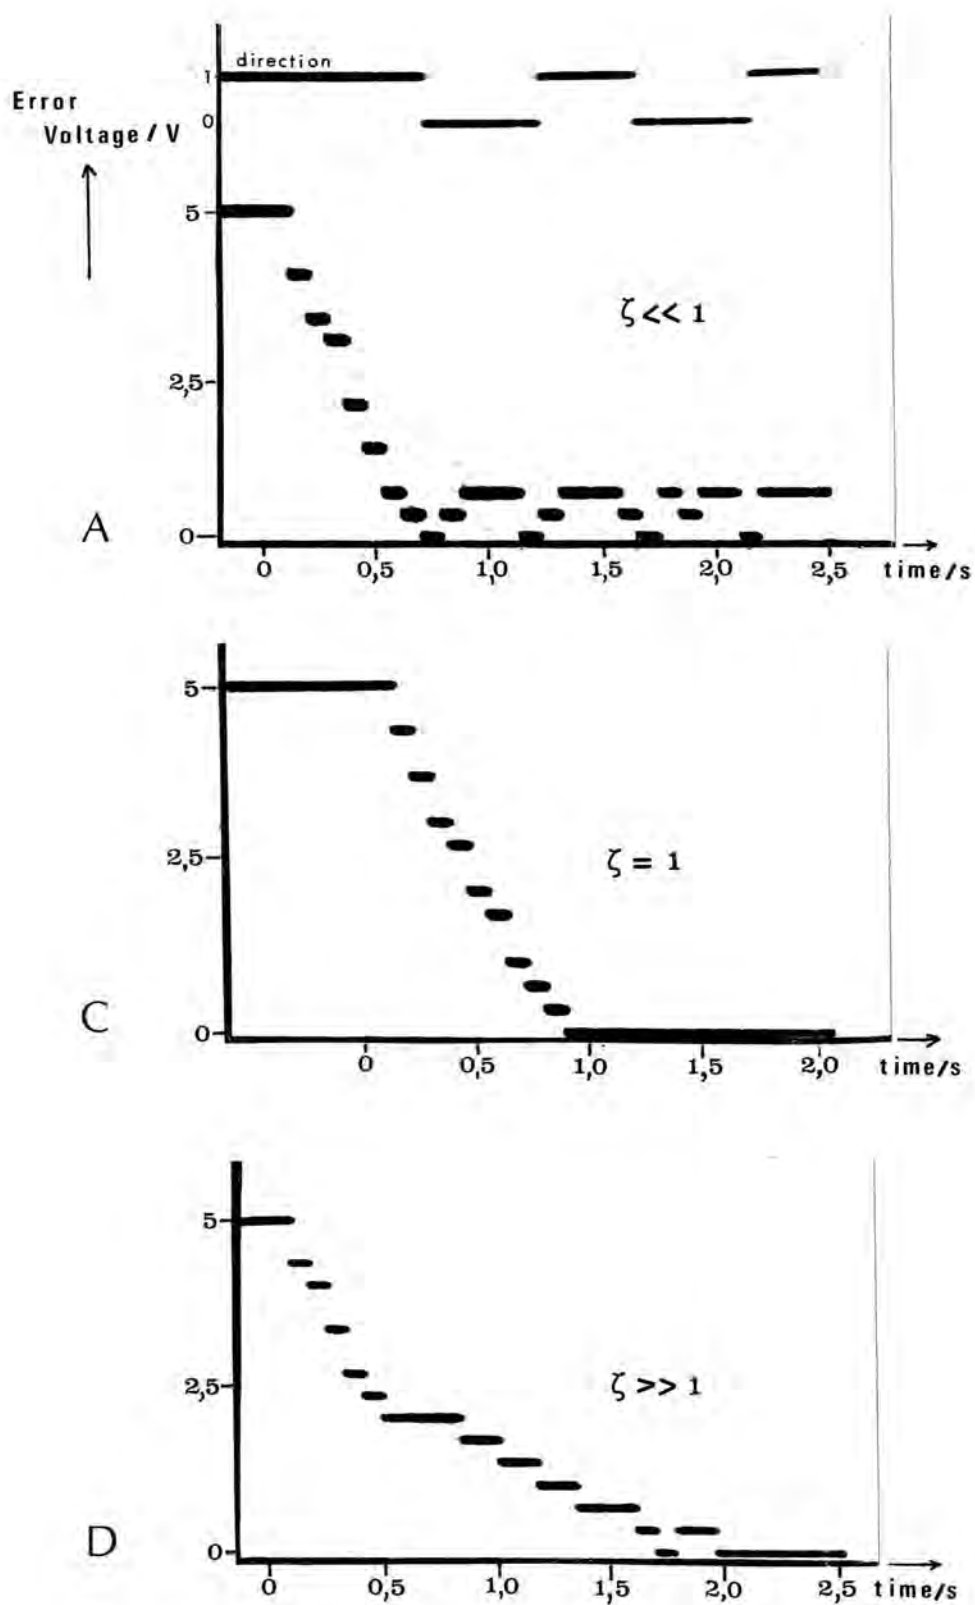 direction
1
Error
Voltage / V
0
5
ζ << 1
2,5
A
0
0 0,5 1,0 1,5 2,0 2,5 time/s
5
2,5
ζ = 1
C
0
0 0,5 1,0 1,5 2,0 time/s
5
2,5
ζ >> 1
D
0
0 0,5 1,0 1,5 2,0 2,5 time/s